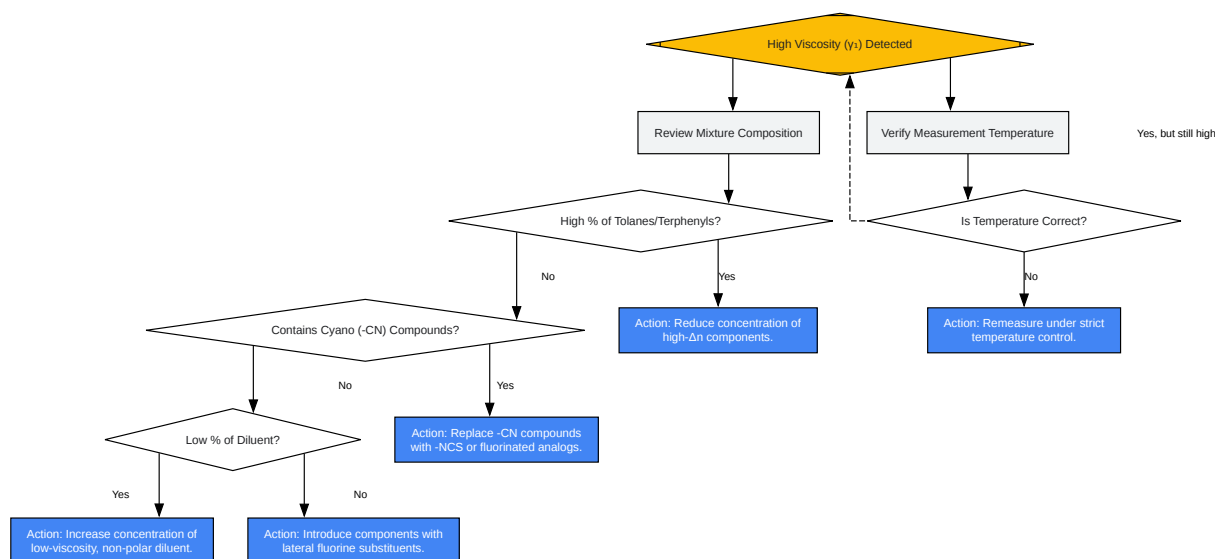 High Viscosity (γ₁) Detected
Review Mixture Composition
Verify Measurement Temperature
Yes, but still high
High % of Tolanes/Terphenyls?
Is Temperature Correct?
No
Yes
No
Contains Cyano (-CN) Compounds?
Action: Reduce concentration of
high-Δn components.
Action: Remeasure under strict
temperature control.
No
Yes
Low % of Diluent?
Action: Replace -CN compounds
with -NCS or fluorinated analogs.
Yes
No
Action: Increase concentration of
low-viscosity, non-polar diluent.
Action: Introduce components with
lateral fluorine substituents.